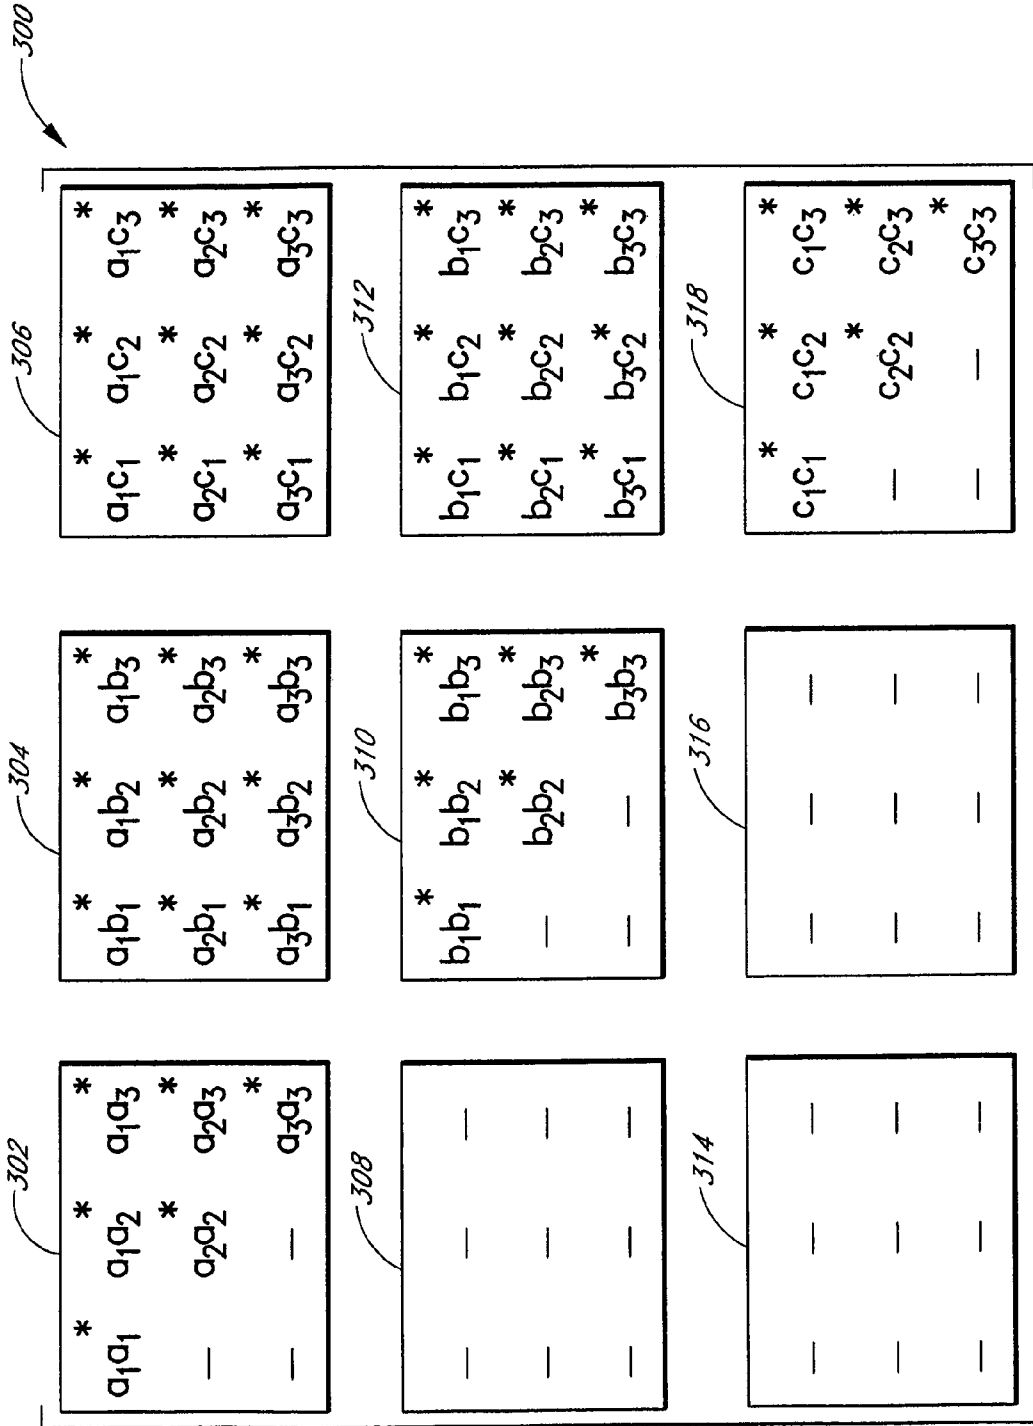 300
302 304 306
a₁a₁* a₁a₂* a₁a₃* a₁b₁* a₁b₂* a₁b₃* a₁c₁* a₁c₂* a₁c₃*
— a₂a₂* a₂a₃* a₂b₁* a₂b₂* a₂b₃* a₂c₁* a₂c₂* a₂c₃*
— — a₃a₃* a₃b₁* a₃b₂* a₃b₃* a₃c₁* a₃c₂* a₃c₃*
308 310 312
— — — b₁b₁* b₁b₂* b₁b₃* b₁c₁* b₁c₂* b₁c₃*
— — — — b₂b₂* b₂b₃* b₂c₁* b₂c₂* b₂c₃*
— — — — — b₃b₃* b₃c₁* b₃c₂* b₃c₃*
314 316 318
— — — — — — c₁c₁* c₁c₂* c₁c₃*
— — — — — — — c₂c₂* c₂c₃*
— — — — — — — — c₃c₃*